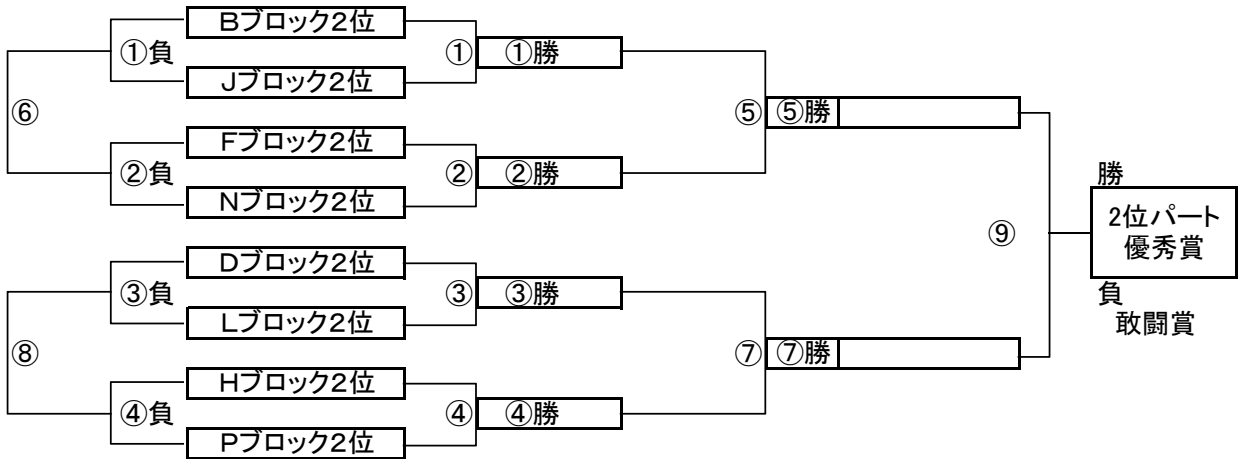 Bブロック2位
①負
①
①勝
Jブロック2位
⑥
⑤
⑤勝
Fブロック2位
②負
②
②勝
Nブロック2位
勝
2位パート
優秀賞
⑨
Dブロック2位
③負
③
③勝
負
敢闘賞
Lブロック2位
⑧
⑦
⑦勝
Hブロック2位
④負
④
④勝
Pブロック2位